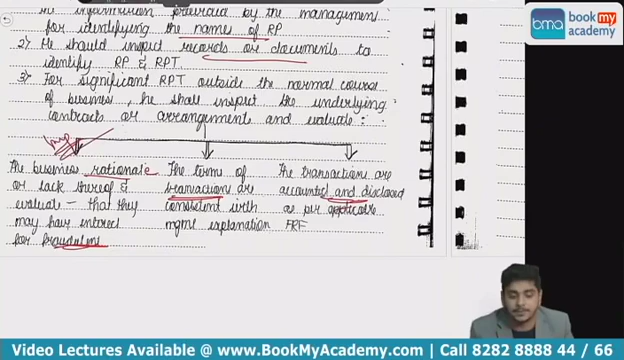 the information provided by the management
for identifying the names of RP
2) He should inspect records or documents to
identify RP & RPT
3) For significant RPT outside the normal course
of business, he shall inspect the underlying
contracts or arrangements and evaluate:
Imp
The business rationale
or lack thereof &
evaluate - that they
may have intent
for fraudulent
The terms of
transactions are
consistent with
mgmt explanation
The transactions are
accounted and disclosed
as per applicable
FRF
bma
Book my
academy
Video Lectures Available @ www.BookMyAcademy.com | Call 8282 8888 44 / 66